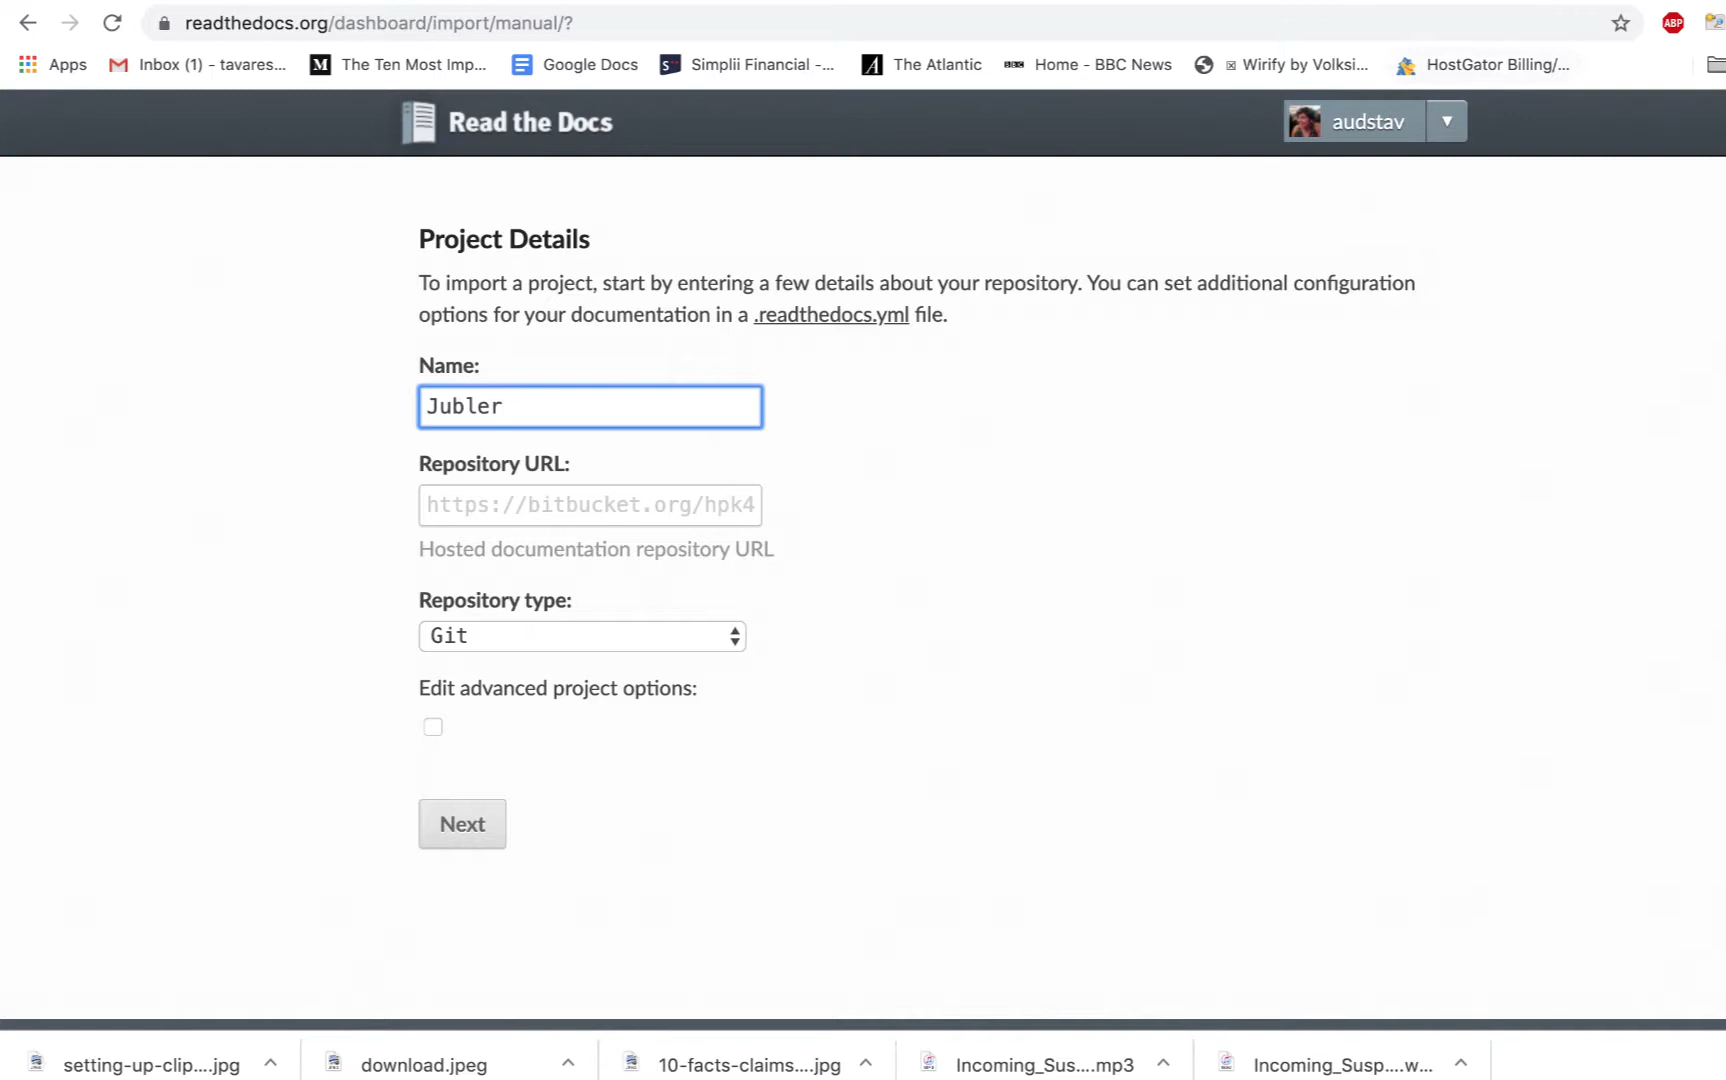 readthedocs.org/dashboard/import/manual/?
ABP
Apps Inbox (1) - tavares... M The Ten Most Imp... Google Docs Simplii Financial -... A The Atlantic BBC Home - BBC News Wirify by Volksi... HostGator Billing/...
Read the Docs
audstav
Project Details
To import a project, start by entering a few details about your repository. You can set additional configuration
options for your documentation in a .readthedocs.yml file.
Name:
Jubler
Repository URL:
https://bitbucket.org/hpk4
Hosted documentation repository URL
Repository type:
Git
Edit advanced project options:
Next
setting-up-clip....jpg download.jpeg 10-facts-claims....jpg Incoming_Sus....mp3 Incoming_Susp....w...